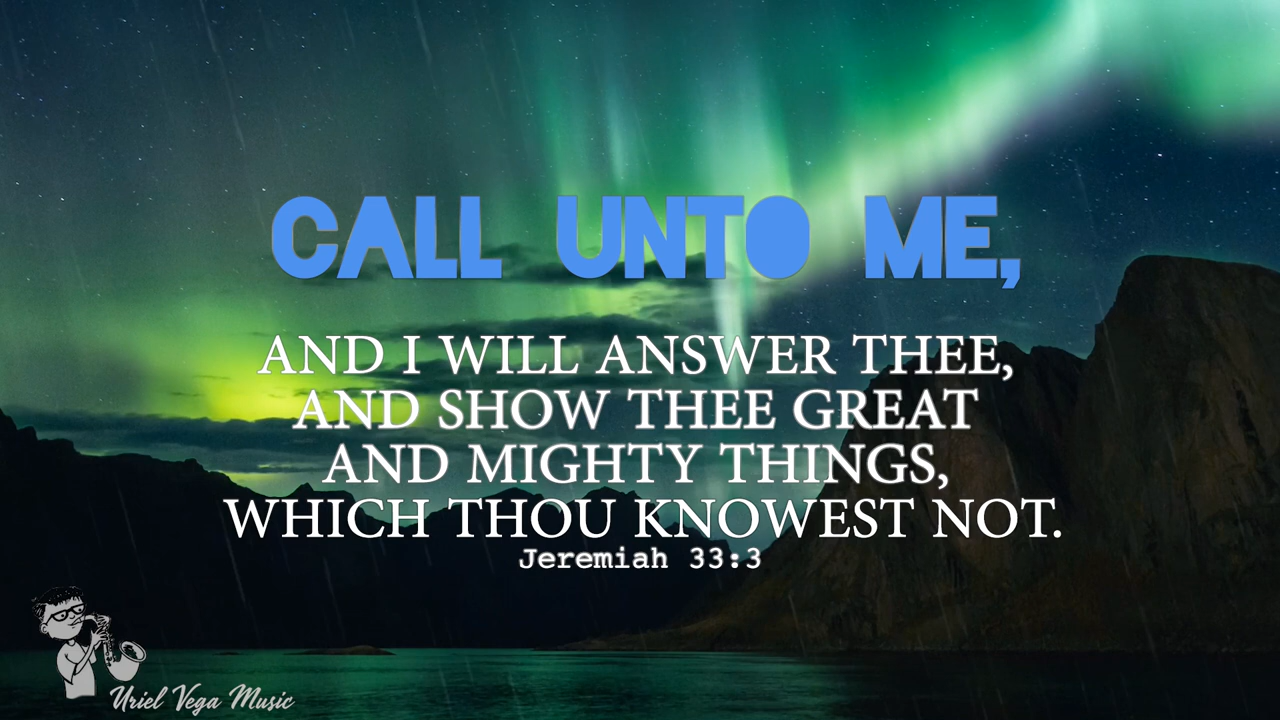 CALL UNTO ME,
AND I WILL ANSWER THEE,
AND SHOW THEE GREAT
AND MIGHTY THINGS,
WHICH THOU KNOWEST NOT.
Jeremiah 33:3
Uriel Vega Music